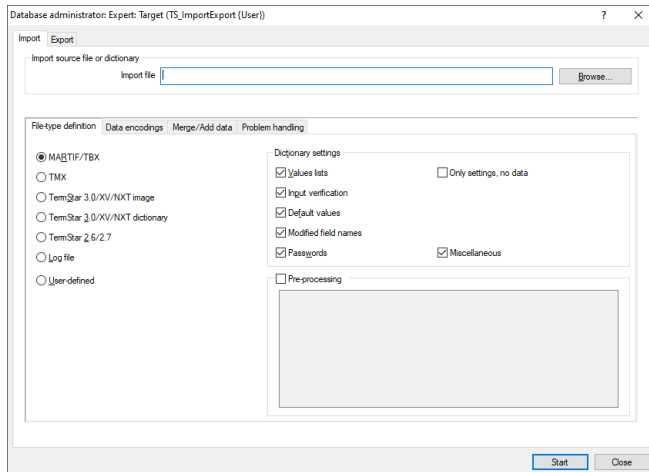 Database administrator: Expert: Target (TS_ImportExport {User})
?
Import Export
Import source file or dictionary
Import file
Browse...
File-type definition Data encodings Merge/Add data Problem handling
MARTIF/TBX
TMX
TermStar 3.0/XV/NXT image
TermStar 3.0/XV/NXT dictionary
TermStar 2.6/2.7
Log file
User-defined
Dictionary settings
Values lists
Only settings, no data
Input verification
Default values
Modified field names
Passwords
Miscellaneous
Pre-processing
Start Close